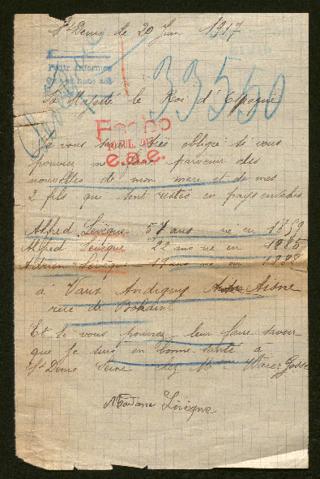 St Denis le 20 Juin 1917
33550
Sa Majesté le Roi d'Espagne
Je vous serai très obligé si vous
pouviez me faire parvenir des
nouvelles de mon mari et de mes
2 fils qui sont restés en pays envahis
Alfred Lévêque 57 ans né en 1859
Alfred Lévêque 22 ans né en 1895
Lévêque 19 ans né en
à Vaux Andigny Aisne
rue de Bohain
Et si vous pouvez leur faire savoir
que je suis en bonne santé à
St Denis Seine
Madame Lévêque
e.a.e.